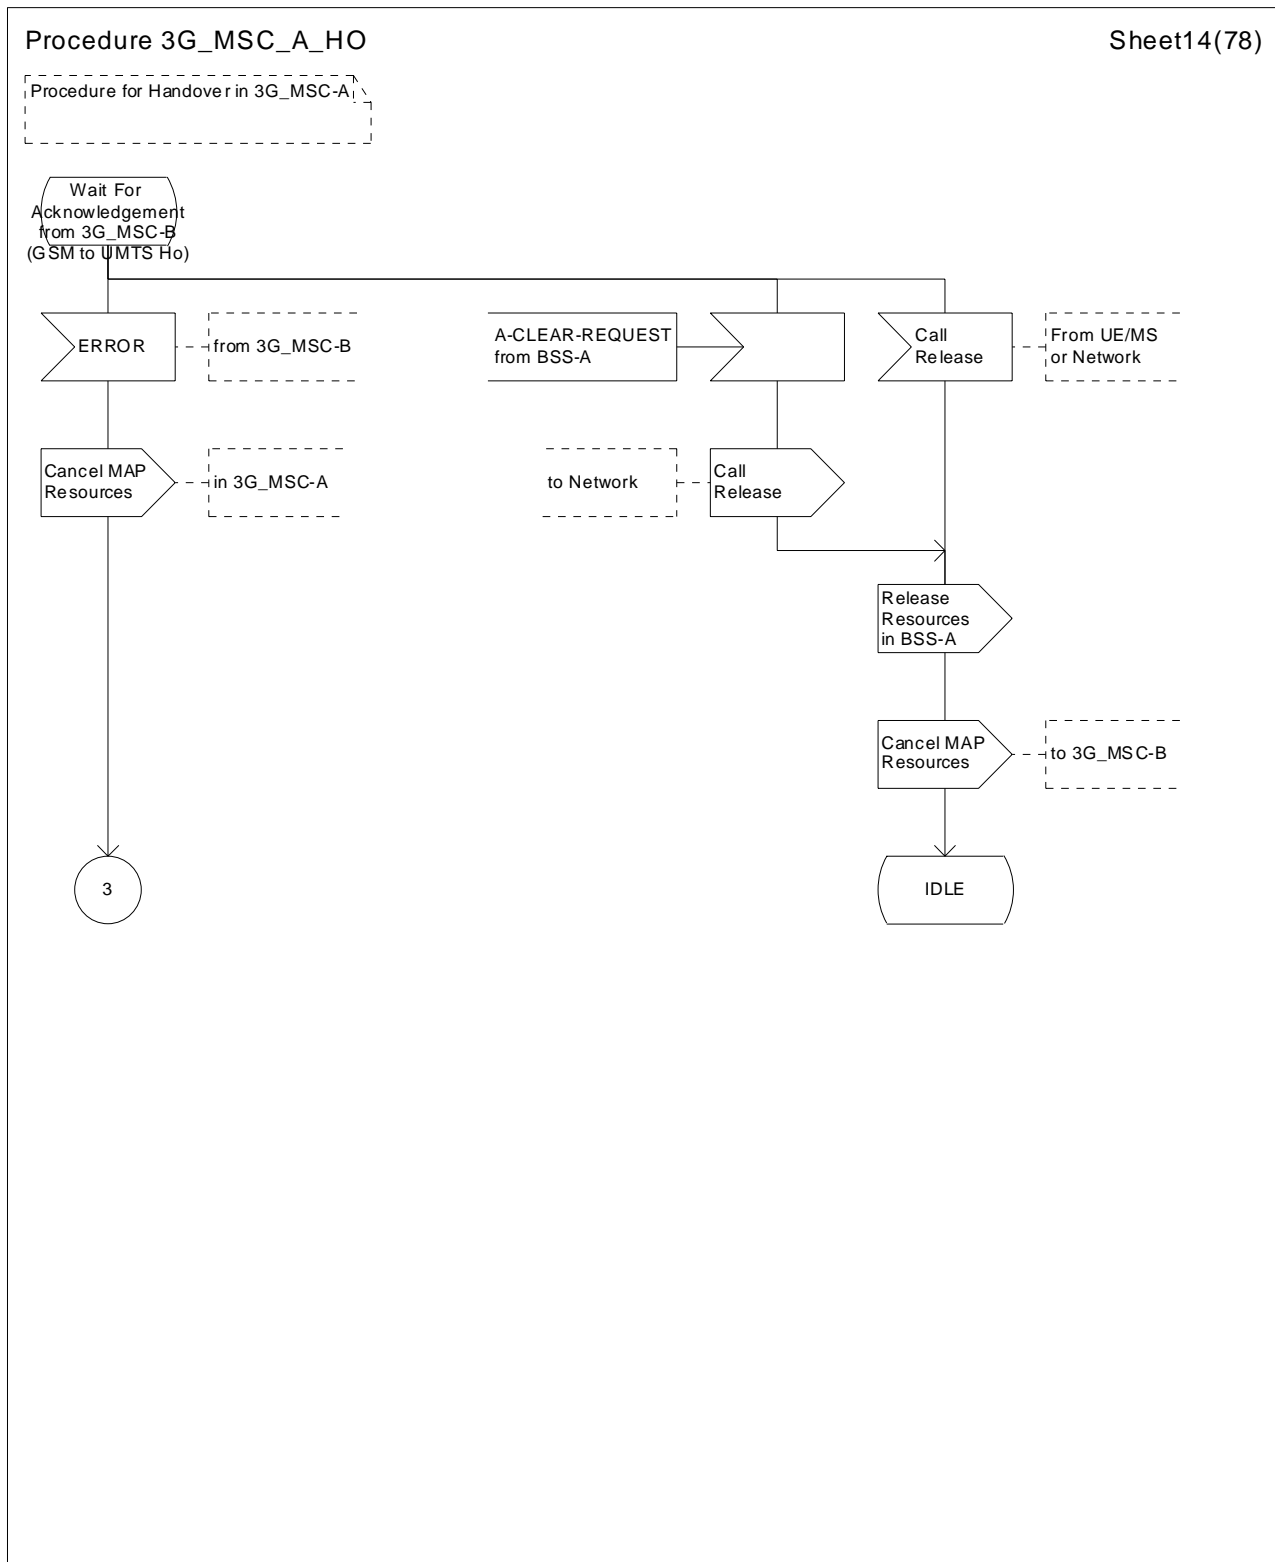 Procedure 3G_MSC_A_HO
Sheet14(78)
Procedure for Handover in 3G_MSC-A
Wait For
Acknowledgement
from 3G_MSC-B
(GSM to UMTS Ho)
ERROR
from 3G_MSC-B
A-CLEAR-REQUEST
from BSS-A
Call
Release
From UE/MS
or Network
Cancel MAP
Resources
in 3G_MSC-A
to Network
Call
Release
Release
Resources
in BSS-A
Cancel MAP
Resources
to 3G_MSC-B
3
IDLE